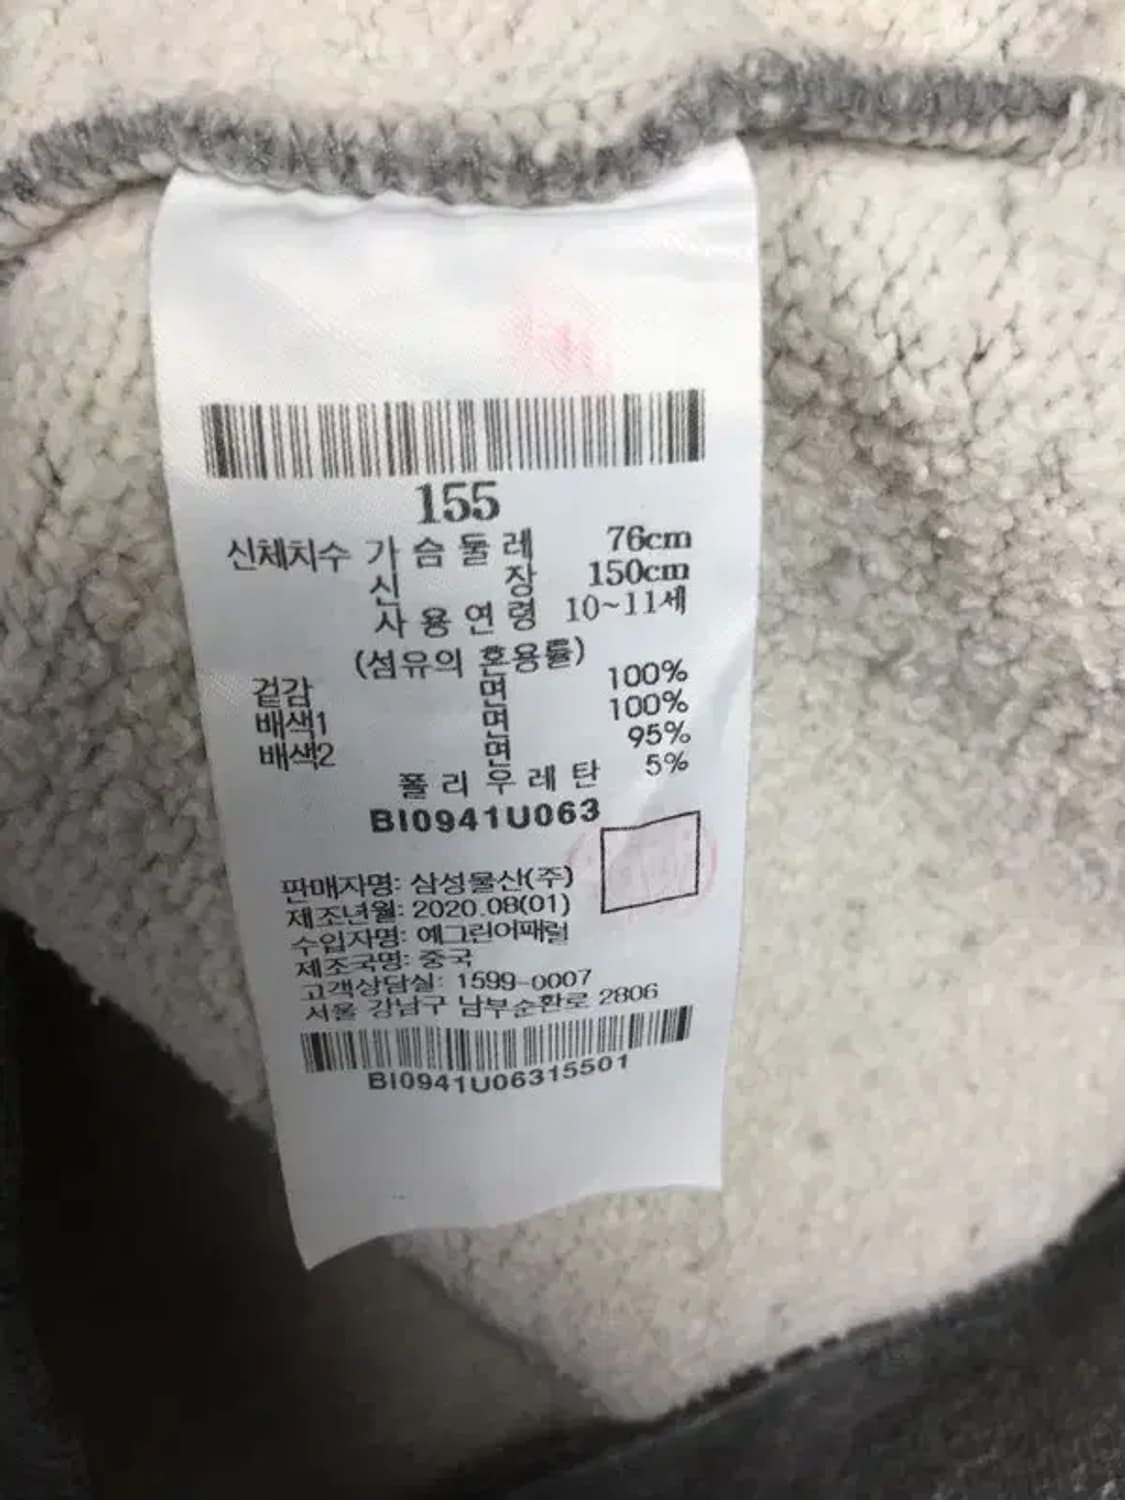 155
신체치수 가슴둘레 76cm
신장 150cm
사용연령 10~11세
(섬유의 혼용률)
겉감 면 100%
배색1 면 100%
배색2 면 95%
폴리우레탄 5%
BI0941U063
판매자명: 삼성물산(주)
제조년월: 2020.08(01)
수입자명: 예그린어패럴
제조국명: 중국
고객상담실: 1599-0007
서울 강남구 남부순환로 2806
BI0941U06315501